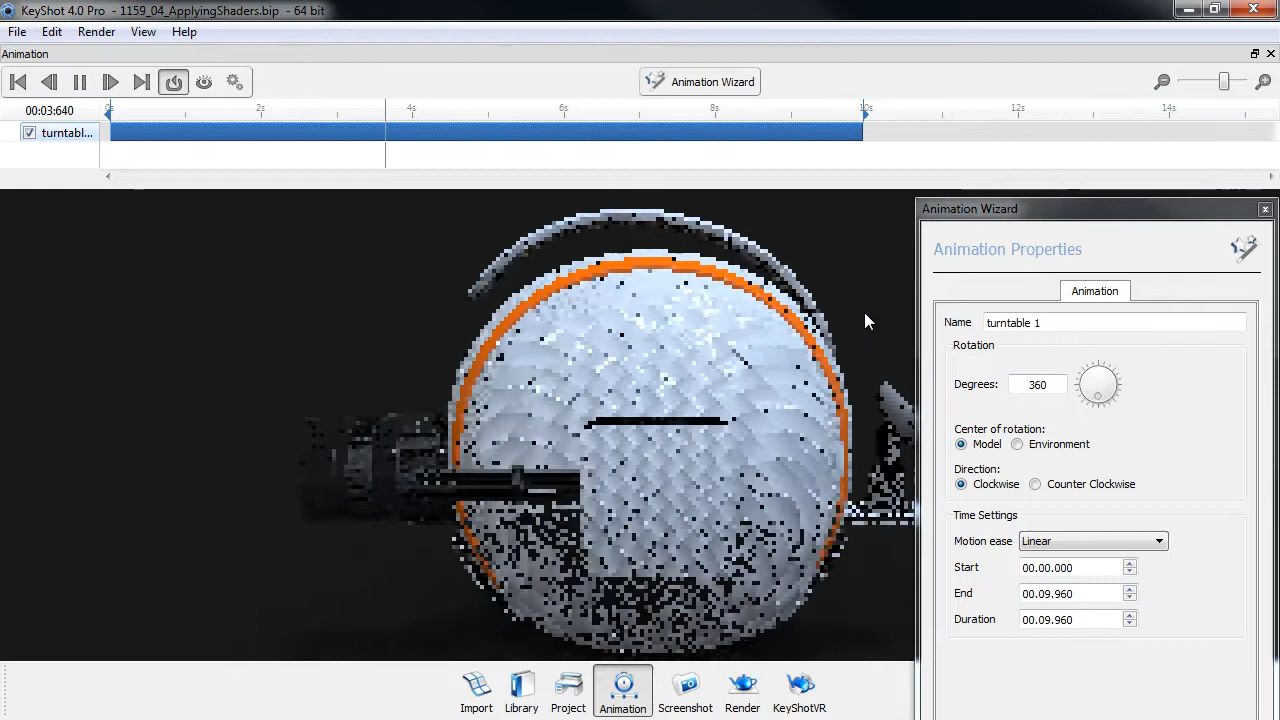 KeyShot 4.0 Pro - 1159_04_ApplyingShaders.bip - 64 bit
File Edit Render View Help
Animation
Animation Wizard
00:03:640
2s 4s 6s 8s 10s 12s 14s
turntabl...
Animation Wizard
Animation Properties
Animation
Name turntable 1
Rotation
Degrees: 360
Center of rotation:
Model Environment
Direction:
Clockwise Counter Clockwise
Time Settings
Motion ease Linear
Start 00.00.000
End 00.09.960
Duration 00.09.960
Import Library Project Animation Screenshot Render KeyShotVR